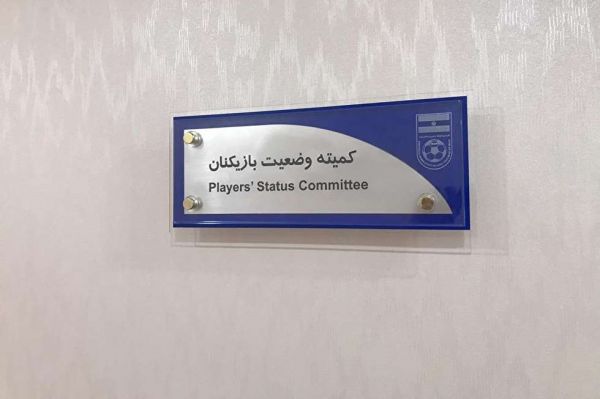 کمیته وضعیت بازیکنان
Players' Status Committee